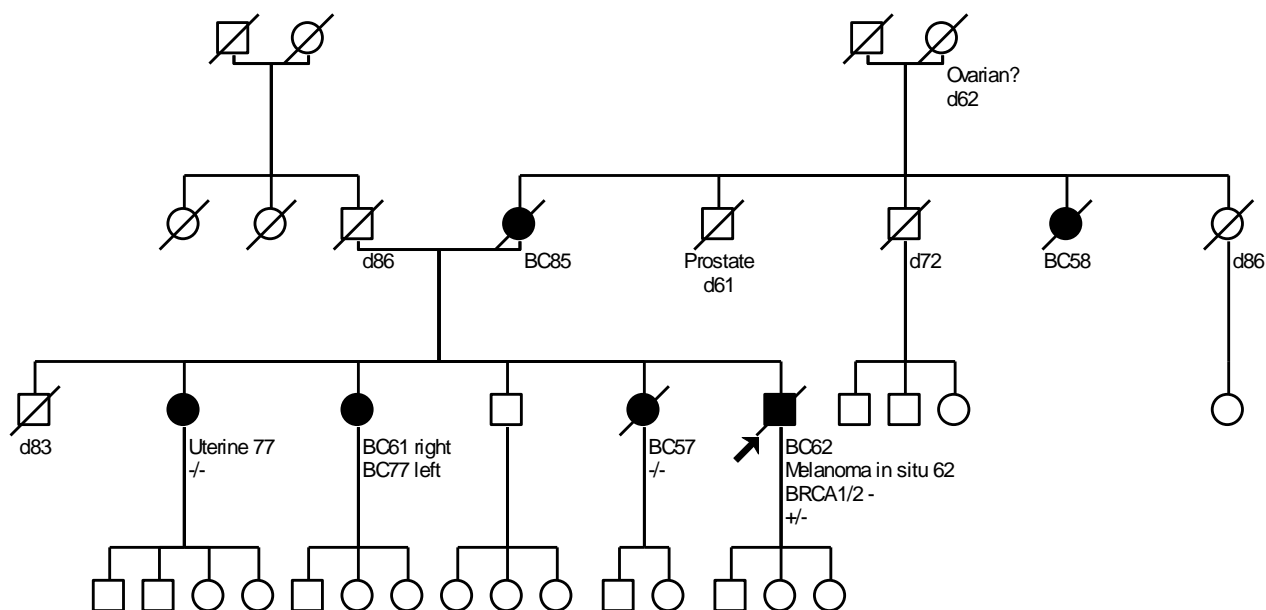 Ovarian?
d62
d86
BC85
Prostate
d61
d72
BC58
d86
d83
Uterine 77
-/-
BC61 right
BC77 left
BC57
-/-
BC62
Melanoma in situ 62
BRCA1/2 -
+/-